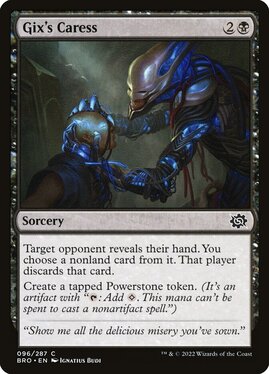 Gix's Caress 2
Sorcery
Target opponent reveals their hand. You
choose a nonland card from it. That player
discards that card.
Create a tapped Powerstone token. (It's an
artifact with ": Add . This mana can't be
spent to cast a nonartifact spell.")
"Show me all the delicious misery you've sown."
096/287 C
BRO • EN IGNATIUS BUDI
™ & © 2022 Wizards of the Coast